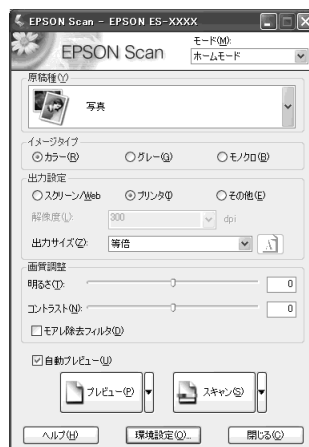 EPSON Scan - EPSON ES-XXXX
EPSON Scan
モード(M):
ホームモード
原稿種(Y)
写真
イメージタイプ
カラー(R) グレー(G) モノクロ(B)
出力設定
スクリーン/Web プリンタ(I) その他(E)
解像度(L): 300 dpi
出力サイズ(Z): 等倍
画質調整
明るさ(T): 0
コントラスト(N): 0
モアレ除去フィルタ(D)
自動プレビュー(U)
プレビュー(P) スキャン(S)
ヘルプ(H) 環境設定(O)... 閉じる(C)